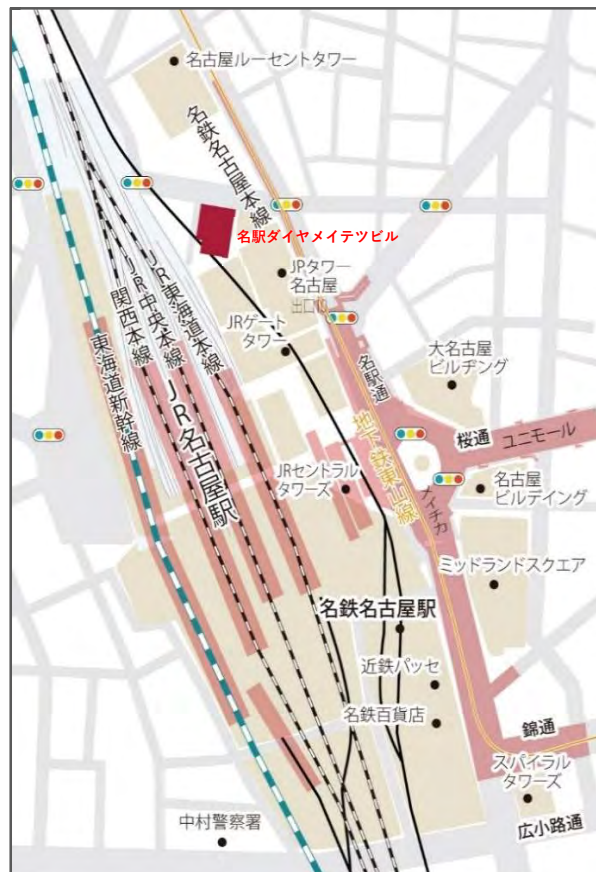 名古屋ルーセントタワー
名鉄名古屋本線
名駅ダイヤメイテツビル
JPタワー
名古屋
出口10
JRゲート
タワー
名駅通
大名古屋
ビルヂング
JR東海道本線
JR中央本線
関西本線
東海道新幹線
JR名古屋駅
地下鉄東山線
桜通
ユニモール
JRセントラル
タワーズ
名古屋
ビルディング
メイチカ
ミッドランドスクエア
名鉄名古屋駅
近鉄パッセ
名鉄百貨店
錦通
スパイラル
タワーズ
中村警察署
広小路通